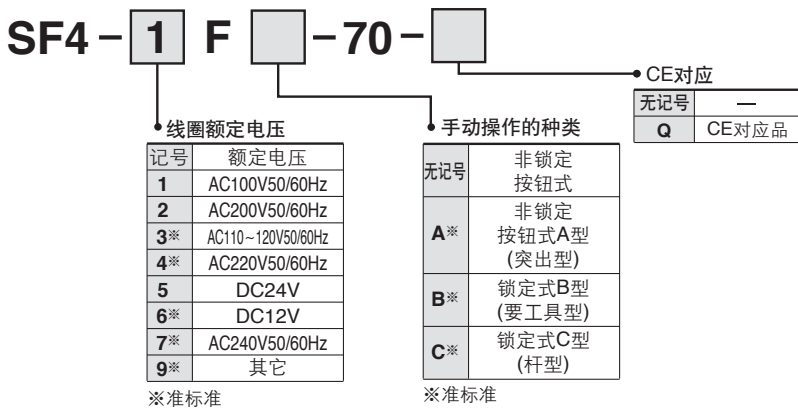 SF4-1 F □-70-□
CE对应
无记号 —
Q CE对应品
线圈额定电压
记号 额定电压
1 AC100V50/60Hz
2 AC200V50/60Hz
3※ AC110~120V50/60Hz
4※ AC220V50/60Hz
5 DC24V
6※ DC12V
7※ AC240V50/60Hz
9※ 其它
※准标准
手动操作的种类
无记号 非锁定
按钮式
A※ 非锁定
按钮式A型
(突出型)
B※ 锁定式B型
(要工具型)
C※ 锁定式C型
(杆型)
※准标准